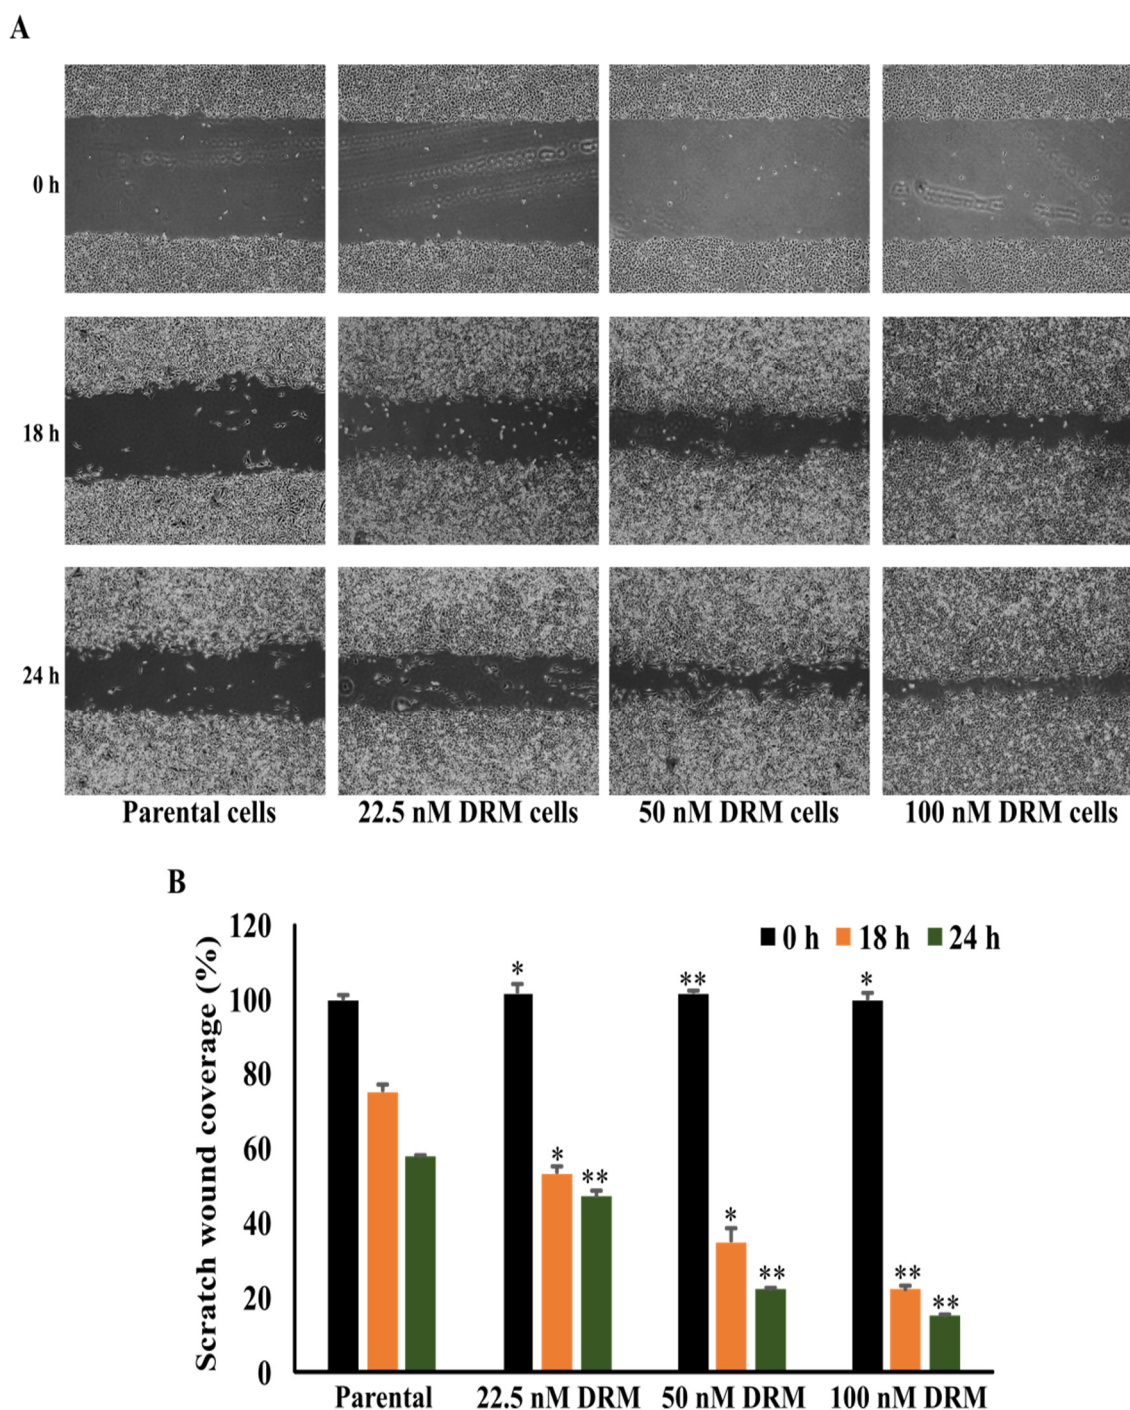 A
0 h
18 h
24 h
Parental cells
22.5 nM DRM cells
50 nM DRM cells
100 nM DRM cells
B
Scratch wound coverage (%)
120
100
80
60
40
20
0
0 h
18 h
24 h
*
**
*
*
**
*
**
**
**
Parental
22.5 nM DRM
50 nM DRM
100 nM DRM